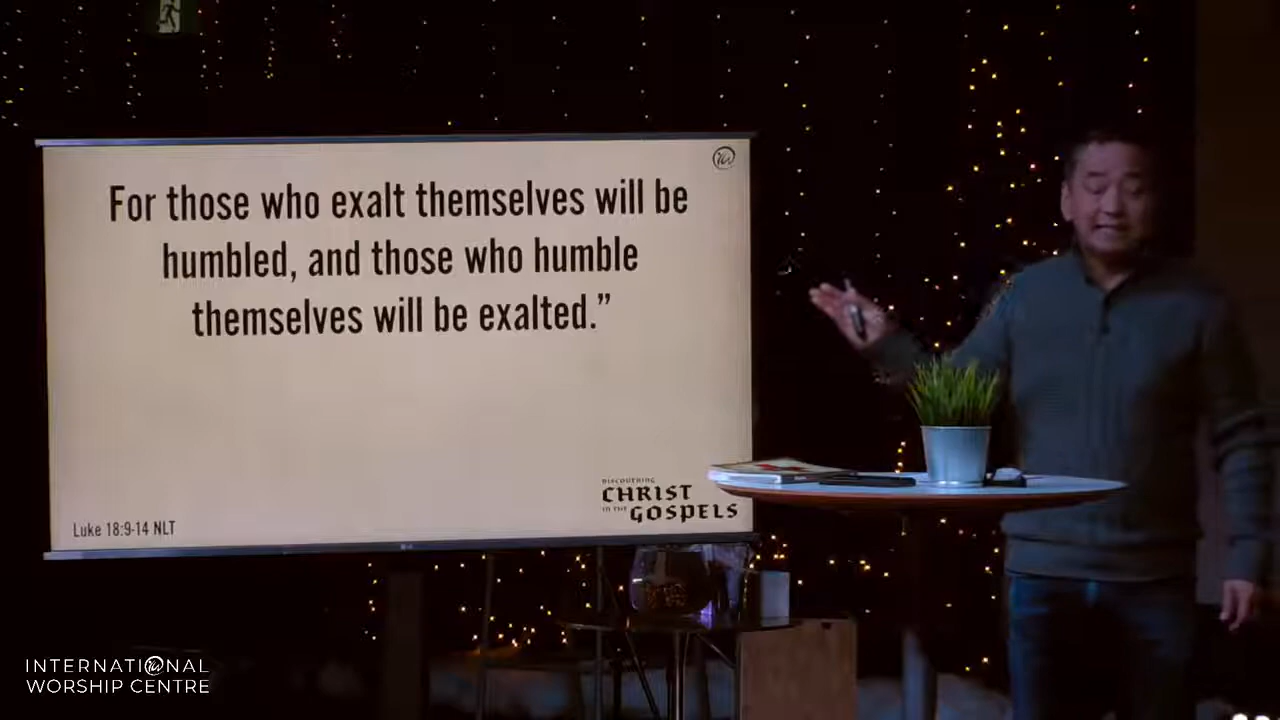 For those who exalt themselves will be
humbled, and those who humble
themselves will be exalted.”
DISCOVERING
CHRIST
IN THE
GOSPELS
Luke 18:9-14 NLT
INTERNATIONAL
WORSHIP CENTRE